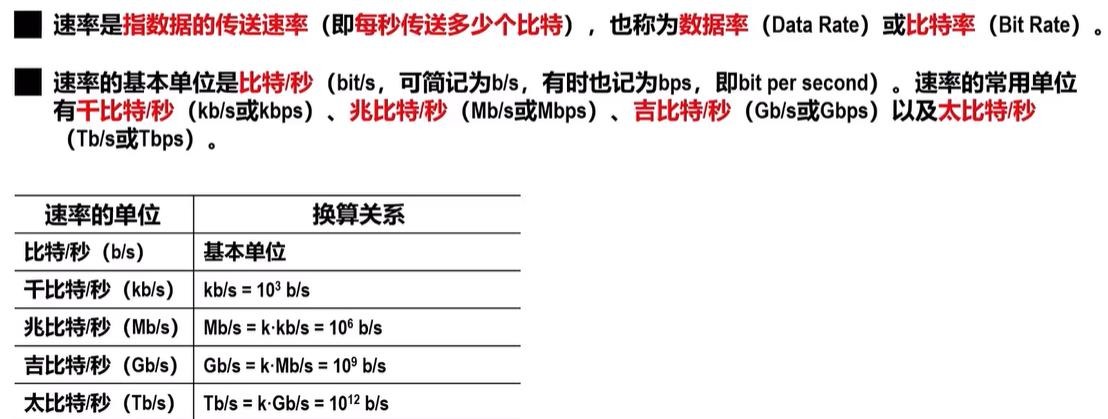 速率是指数据的传送速率（即每秒传送多少个比特），也称为数据率（Data Rate）或比特率（Bit Rate）。
速率的基本单位是比特/秒（bit/s，可简记为b/s，有时也记为bps，即bit per second）。速率的常用单位
有千比特/秒（kb/s或kbps）、兆比特/秒（Mb/s或Mbps）、吉比特/秒（Gb/s或Gbps）以及太比特/秒
（Tb/s或Tbps）。
速率的单位 换算关系
比特/秒（b/s） 基本单位
千比特/秒（kb/s） kb/s = 10³ b/s
兆比特/秒（Mb/s） Mb/s = k·kb/s = 10⁶ b/s
吉比特/秒（Gb/s） Gb/s = k·Mb/s = 10⁹ b/s
太比特/秒（Tb/s） Tb/s = k·Gb/s = 10¹² b/s